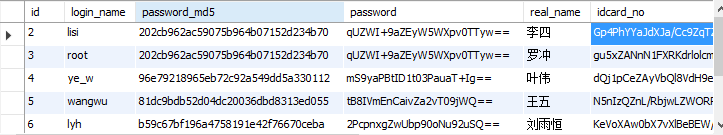 id login_name password_md5 password real_name idcard_no
2 lisi 202cb962ac59075b964b07152d234b70 qUZWI+9aZEyW5WXpv0TTyw== 李四 Gp4PhYYaJdXJa/Cc9ZqTZ
3 root 202cb962ac59075b964b07152d234b70 qUZWI+9aZEyW5WXpv0TTyw== 罗冲 gu5xZANnN1FXRKdrlolcm
4 ye_w 96e79218965eb72c92a549dd5a330112 mS9yaPBtID1t03PauaT+Ig== 叶伟 dQj1pCeZAyVbQl8VdH9e
5 wangwu 81dc9bdb52d04dc20036dbd8313ed055 tB8IVmEnCaivZa2vT09jWQ== 王五 N5nIzQZnL/RbjwLZWORF
6 lyh b59c67bf196a4758191e42f76670ceba 2PcpnxgZwUbp90oNu92uSQ== 刘雨恒 KeVoXAw0bX7vXlBeBEW/